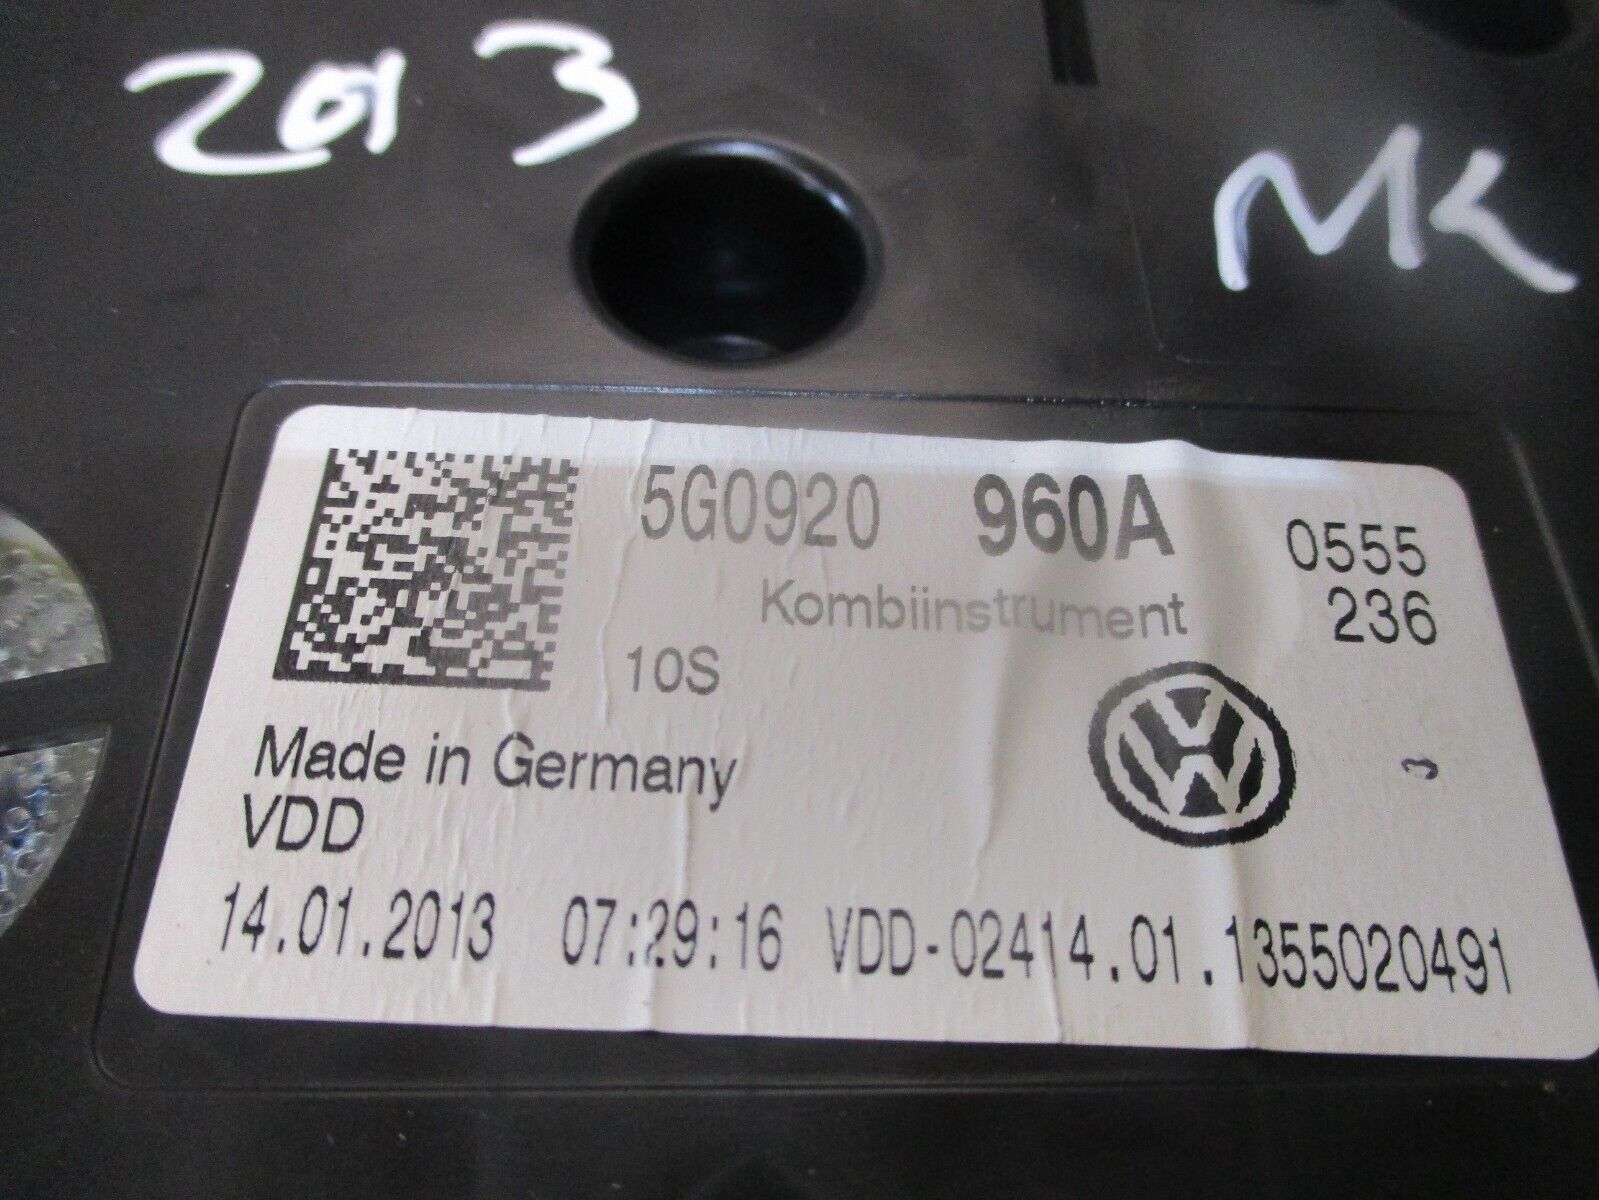 2013
MK
5G0920 960A 0555
Kombiinstrument 236
10S
Made in Germany
VDD
14.01.2013 07:29:16 VDD-02414.01.1355020491